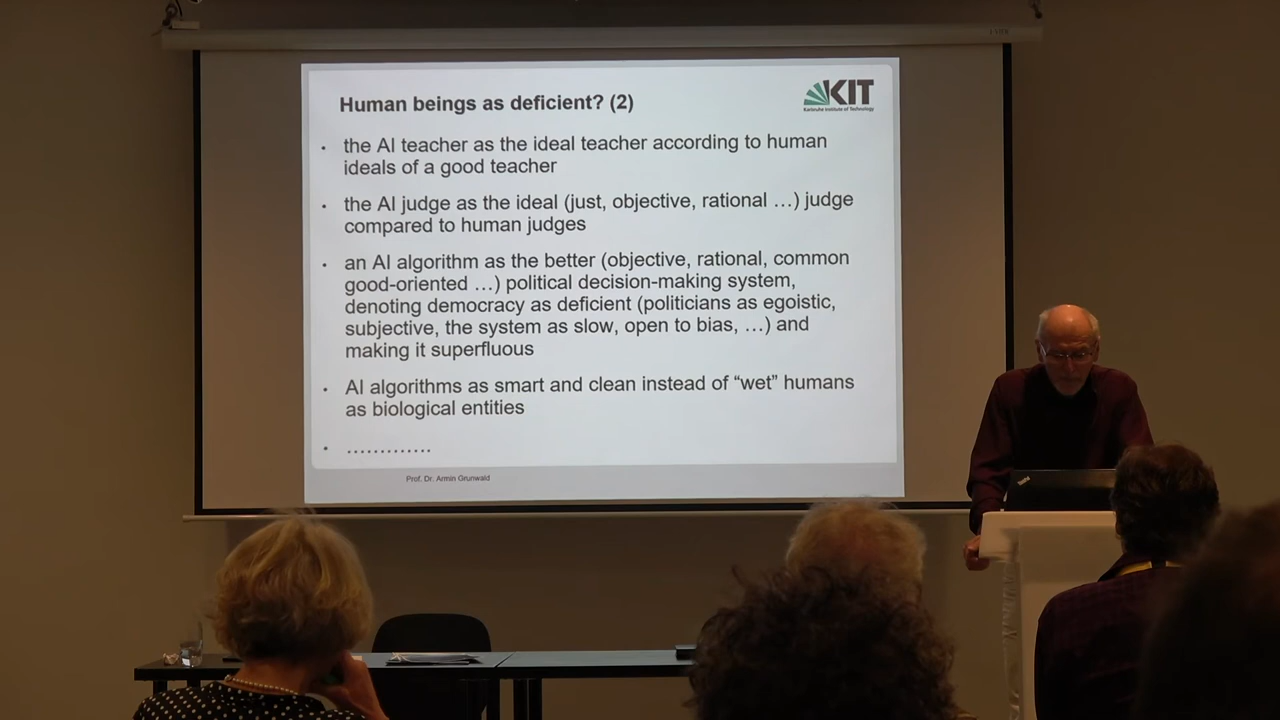 Human beings as deficient? (2)
KIT
Karlsruhe Institute of Technology
• the AI teacher as the ideal teacher according to human
ideals of a good teacher
• the AI judge as the ideal (just, objective, rational …) judge
compared to human judges
• an AI algorithm as the better (objective, rational, common
good-oriented …) political decision-making system,
denoting democracy as deficient (politicians as egoistic,
subjective, the system as slow, open to bias, …) and
making it superfluous
• AI algorithms as smart and clean instead of “wet” humans
as biological entities
• .............
Prof. Dr. Armin Grunwald